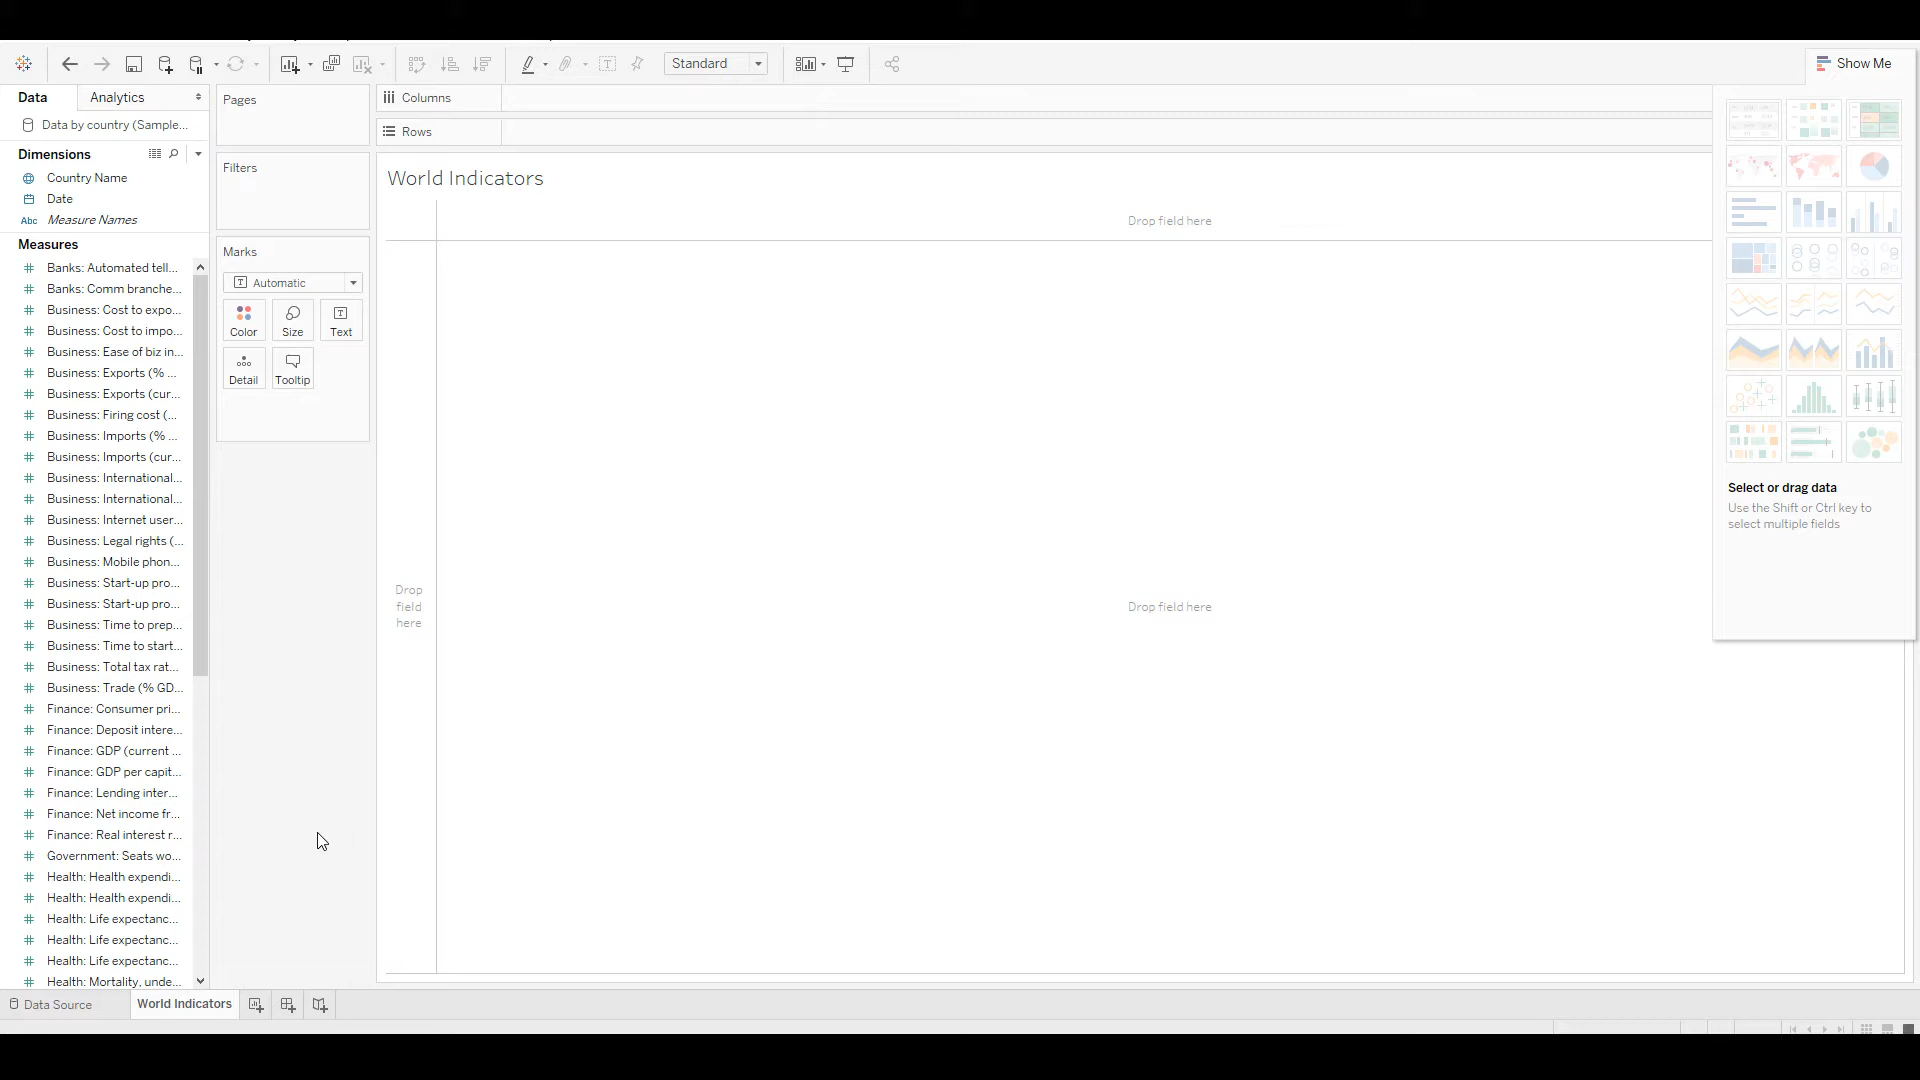 Standard
Show Me
Data
Analytics
Data by country (Sample...
Dimensions
Country Name
Date
Abc Measure Names
Measures
Banks: Automated tell...
Banks: Comm branche...
Business: Cost to expo...
Business: Cost to impo...
Business: Ease of biz in...
Business: Exports (% ...
Business: Exports (cur...
Business: Firing cost (...
Business: Imports (% ...
Business: Imports (cur...
Business: International...
Business: International...
Business: Internet user...
Business: Legal rights (...
Business: Mobile phon...
Business: Start-up pro...
Business: Start-up pro...
Business: Time to prep...
Business: Time to start...
Business: Total tax rat...
Business: Trade (% GD...
Finance: Consumer pri...
Finance: Deposit intere...
Finance: GDP (current ...
Finance: GDP per capit...
Finance: Lending inter...
Finance: Net income fr...
Finance: Real interest r...
Government: Seats wo...
Health: Health expendi...
Health: Health expendi...
Health: Life expectanc...
Health: Life expectanc...
Health: Life expectanc...
Health: Mortality, unde...
Pages
Filters
Marks
Automatic
Color
Size
Text
Detail
Tooltip
Columns
Rows
World Indicators
Drop field here
Drop
field
here
Drop field here
Select or drag data
Use the Shift or Ctrl key to
select multiple fields
Data Source
World Indicators